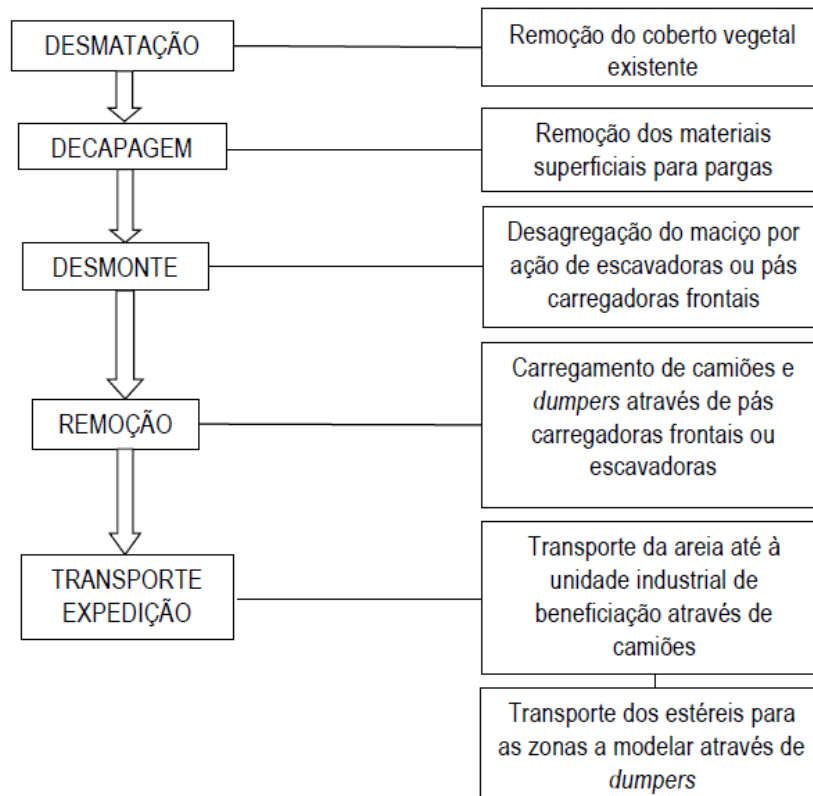 DESMATAÇÃO
Remoção do coberto vegetal
existente
DECAPAGEM
Remoção dos materiais
superficiais para pargas
DESMONTE
Desagregação do maciço por
ação de escavadoras ou pás
carregadoras frontais
REMOÇÃO
Carregamento de camiões e
dumpers através de pás
carregadoras frontais ou
escavadoras
TRANSPORTE
EXPEDIÇÃO
Transporte da areia até à
unidade industrial de
beneficiação através de
camiões
Transporte dos estéreis para
as zonas a modelar através de
dumpers